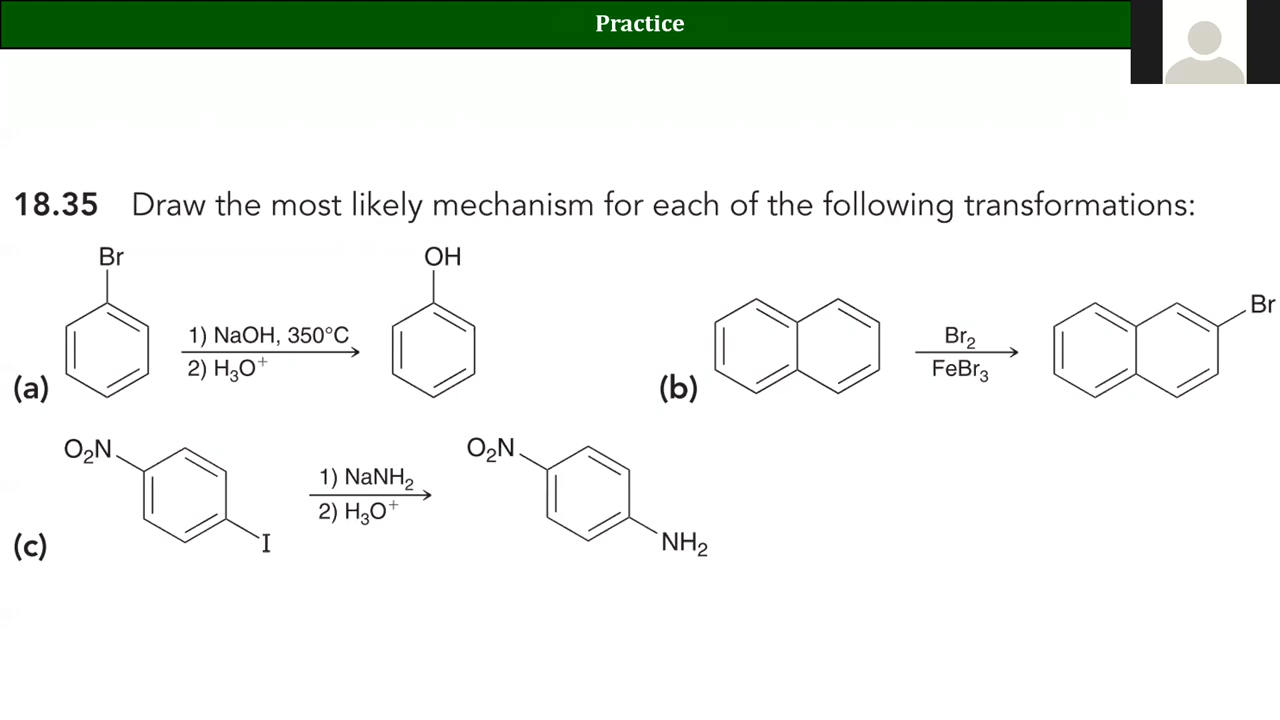 Practice
18.35 Draw the most likely mechanism for each of the following transformations:
Br
OH
1) NaOH, 350°C
2) H₃O⁺
(a)
Br
Br₂
FeBr₃
(b)
O₂N
I
1) NaNH₂
2) H₃O⁺
O₂N
NH₂
(c)